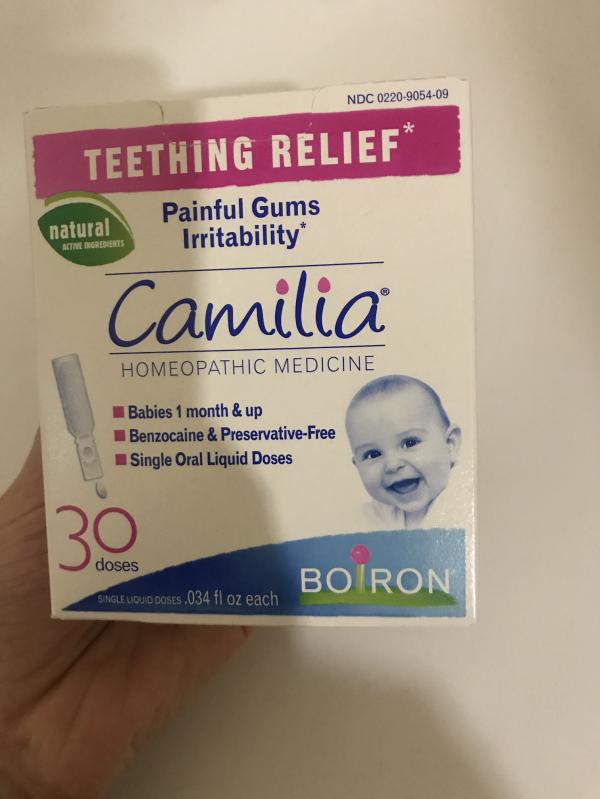 NDC 0220-9054-09
TEETHING RELIEF*
natural
ACTIVE INGREDIENTS
Painful Gums
Irritability*
Camilia®
HOMEOPATHIC MEDICINE
Babies 1 month & up
Benzocaine & Preservative-Free
Single Oral Liquid Doses
30
doses
SINGLE LIQUID DOSES .034 fl oz each
BOIRON